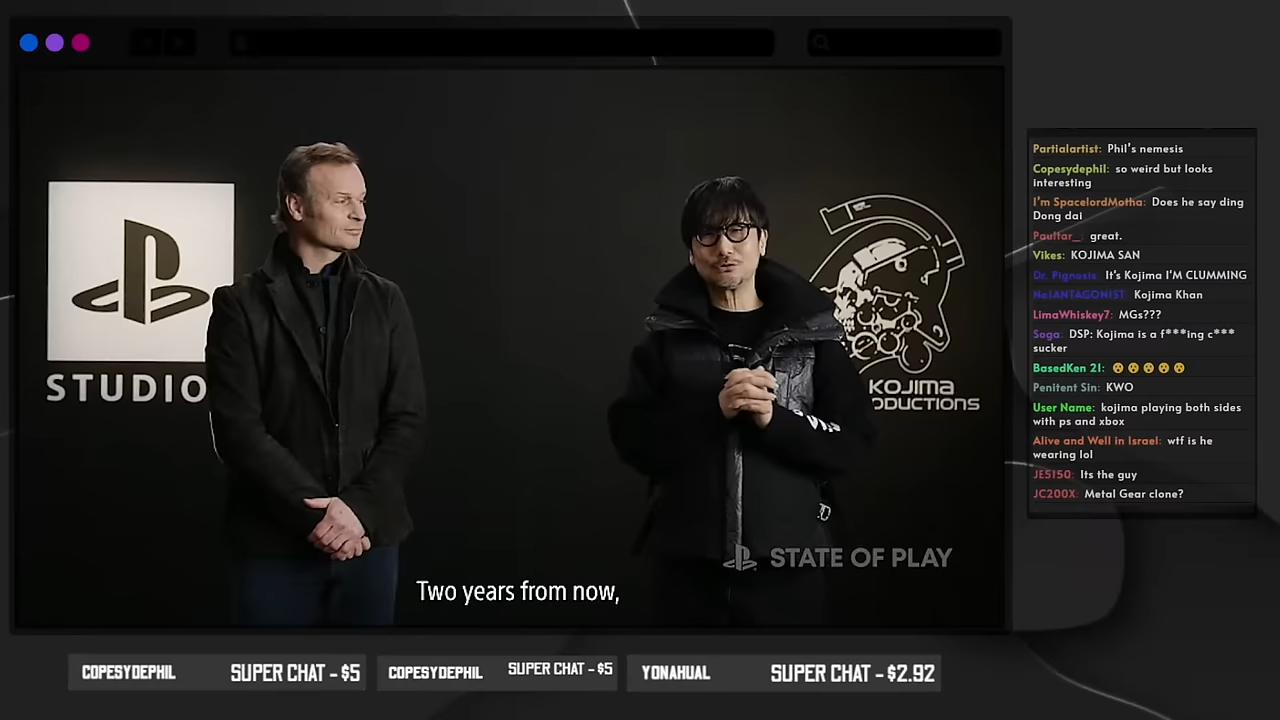 STUDIO
KOJIMA
ODUCTIONS
STATE OF PLAY
Two years from now,
Partialartist: Phil's nemesis
Copesydephil: so weird but looks
interesting
I'm SpacelordMotha: Does he say ding
Dong dai
Paultar_: great.
Vikes: KOJIMA SAN
Dr. Pignosis: It's Kojima I'M CLUMMING
NeIANTAGONIST: Kojima Khan
LimaWhiskey7: MGs???
Soga: DSP: Kojima is a f***ing c***
sucker
BasedKen 21: 😮😮😮😮😮
Penitent Sin: KWO
User Name: kojima playing both sides
with ps and xbox
Alive and Well in Israel: wtf is he
wearing lol
JE5150: Its the guy
JC200X: Metal Gear clone?
COPESYDEPHIL SUPER CHAT - $5
COPESYDEPHIL SUPER CHAT - $5
YONAHUAL SUPER CHAT - $2.92